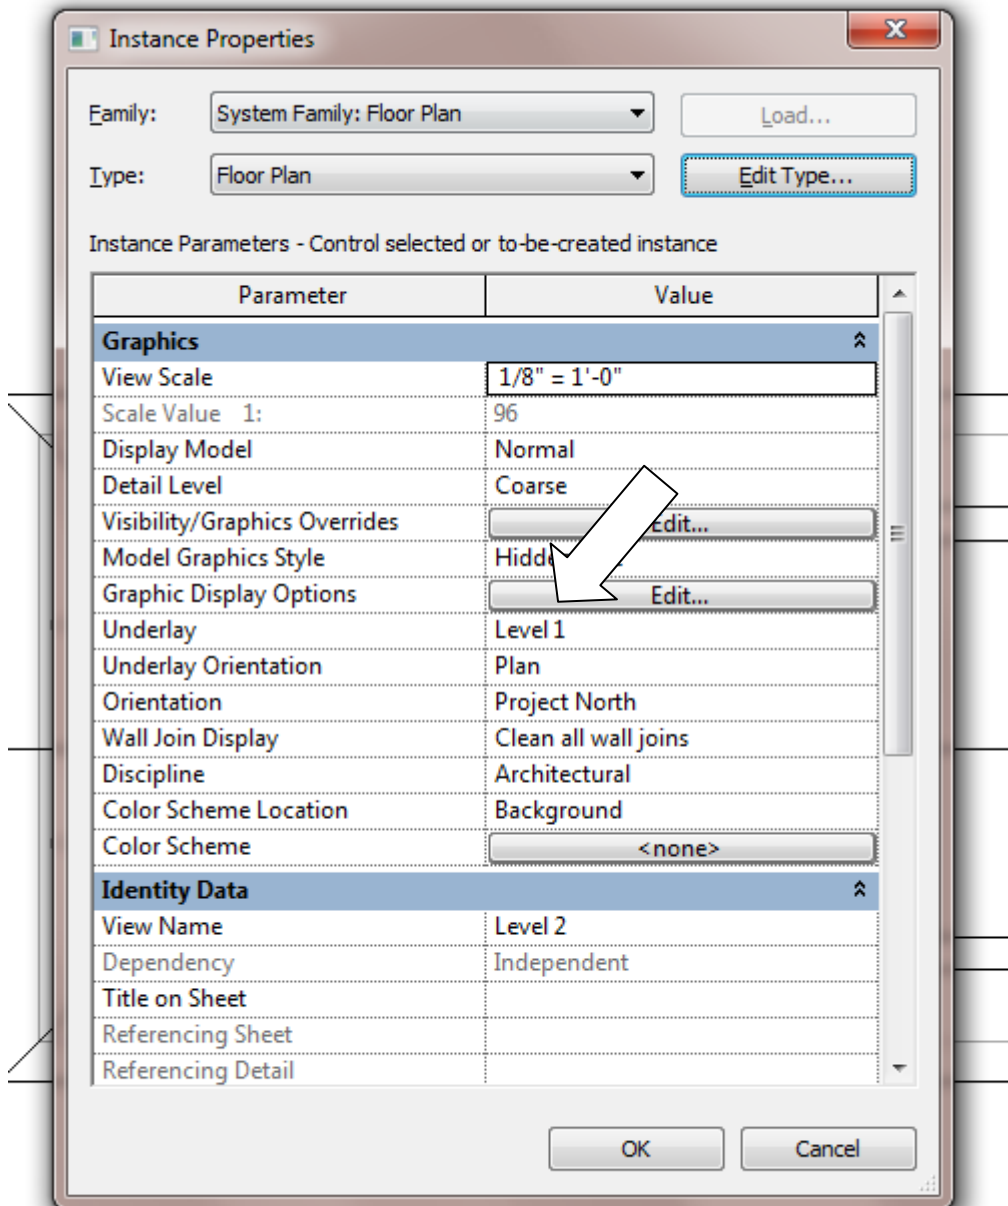 Instance Properties
Family: System Family: Floor Plan Load...
Type: Floor Plan Edit Type...
Instance Parameters - Control selected or to-be-created instance
Parameter Value
Graphics
View Scale 1/8" = 1'-0"
Scale Value 1: 96
Display Model Normal
Detail Level Coarse
Visibility/Graphics Overrides Edit...
Model Graphics Style
Graphic Display Options Edit...
Underlay Level 1
Underlay Orientation Plan
Orientation Project North
Wall Join Display Clean all wall joins
Discipline Architectural
Color Scheme Location Background
Color Scheme <none>
Identity Data
View Name Level 2
Dependency Independent
Title on Sheet
Referencing Sheet
Referencing Detail
OK Cancel